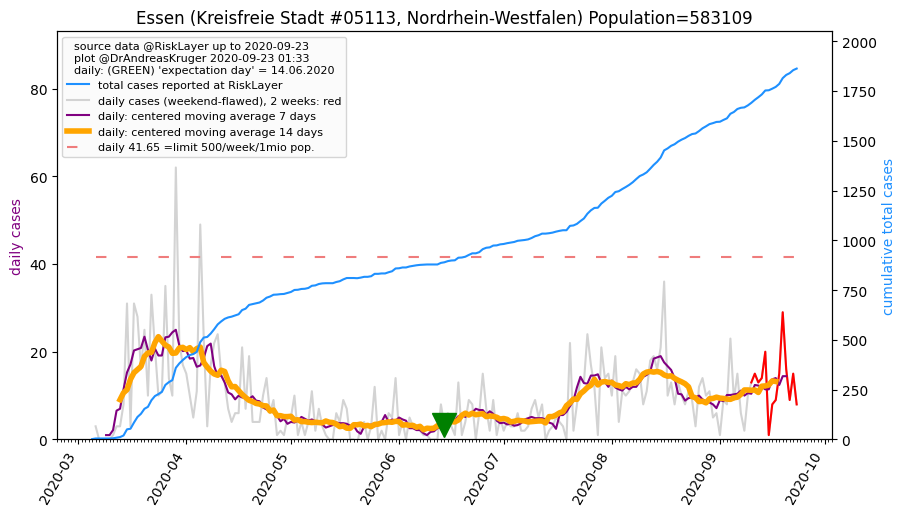 Essen (Kreisfreie Stadt #05113, Nordrhein-Westfalen) Population=583109
source data @RiskLayer up to 2020-09-23
plot @DrAndreasKruger 2020-09-23 01:33
daily: (GREEN) 'expectation day' = 14.06.2020
total cases reported at RiskLayer
daily cases (weekend-flawed), 2 weeks: red
daily: centered moving average 7 days
daily: centered moving average 14 days
daily 41.65 =limit 500/week/1mio pop.
daily cases
80
60
40
20
0
cumulative total cases
2000
1750
1500
1250
1000
750
500
250
0
2020-03
2020-04
2020-05
2020-06
2020-07
2020-08
2020-09
2020-10